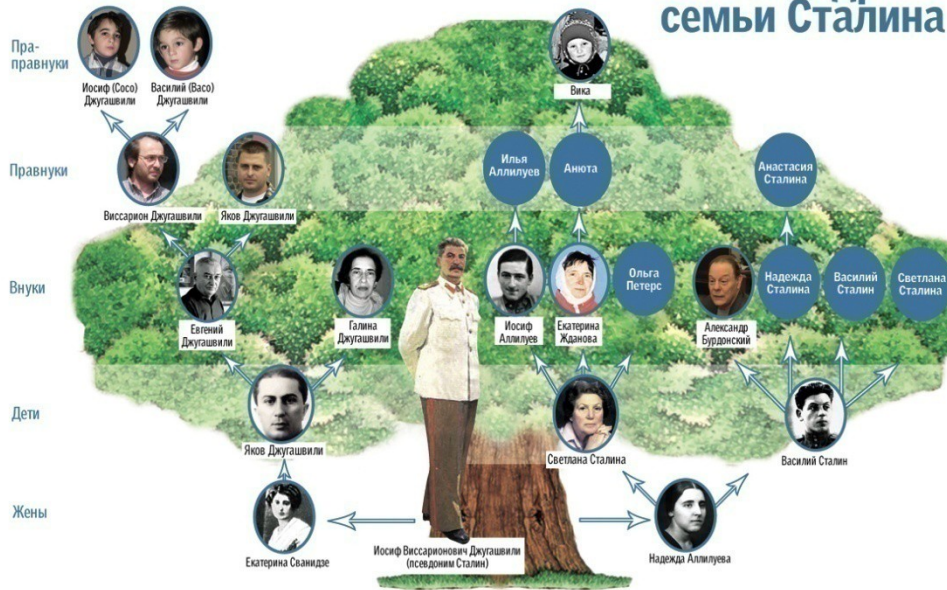 семьи Сталина
Пра-
правнуки
Иосиф (Сосо)
Джугашвили
Василий (Васо)
Джугашвили
Вика
Правнуки
Виссарион Джугашвили
Яков Джугашвили
Илья
Аллилуев
Анюта
Анастасия
Сталина
Внуки
Евгений
Джугашвили
Галина
Джугашвили
Иосиф
Аллилуев
Екатерина
Жданова
Ольга
Петерс
Александр
Бурдонский
Надежда
Сталина
Василий
Сталин
Светлана
Сталина
Дети
Яков Джугашвили
Светлана Сталина
Василий Сталин
Жены
Екатерина Сванидзе
Иосиф Виссарионович Джугашвили
(псевдоним Сталин)
Надежда Аллилуева